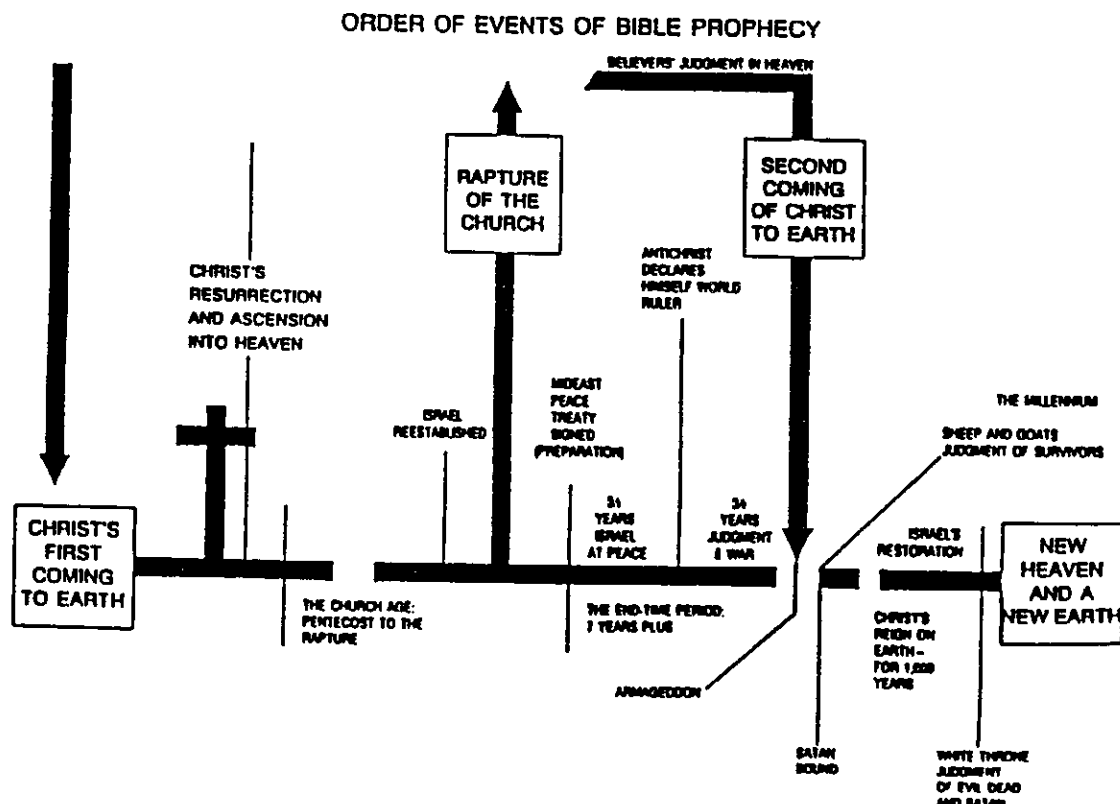 ORDER OF EVENTS OF BIBLE PROPHECY
BELIEVERS' JUDGMENT IN HEAVEN
RAPTURE
OF THE
CHURCH
SECOND
COMING
OF CHRIST
TO EARTH
CHRIST'S
RESURRECTION
AND ASCENSION
INTO HEAVEN
ANTICHRIST
DECLARES
HIMSELF WORLD
RULER
ISRAEL
REESTABLISHED
MIDEAST
PEACE
TREATY
SIGNED
(PREPARATION)
THE MILLENNIUM
SHEEP AND GOATS
JUDGMENT OF SURVIVORS
CHRIST'S
FIRST
COMING
TO EARTH
3½
YEARS
ISRAEL
AT PEACE
3½
YEARS
JUDGMENT
& WAR
ISRAEL'S
RESTORATION
NEW
HEAVEN
AND A
NEW EARTH
THE CHURCH AGE:
PENTECOST TO THE
RAPTURE
THE END-TIME PERIOD:
7 YEARS PLUS
CHRIST'S
REIGN ON
EARTH –
FOR 1,000
YEARS
ARMAGEDDON
SATAN
BOUND
WHITE THRONE
JUDGMENT
OF EVIL DEAD
AND SATAN